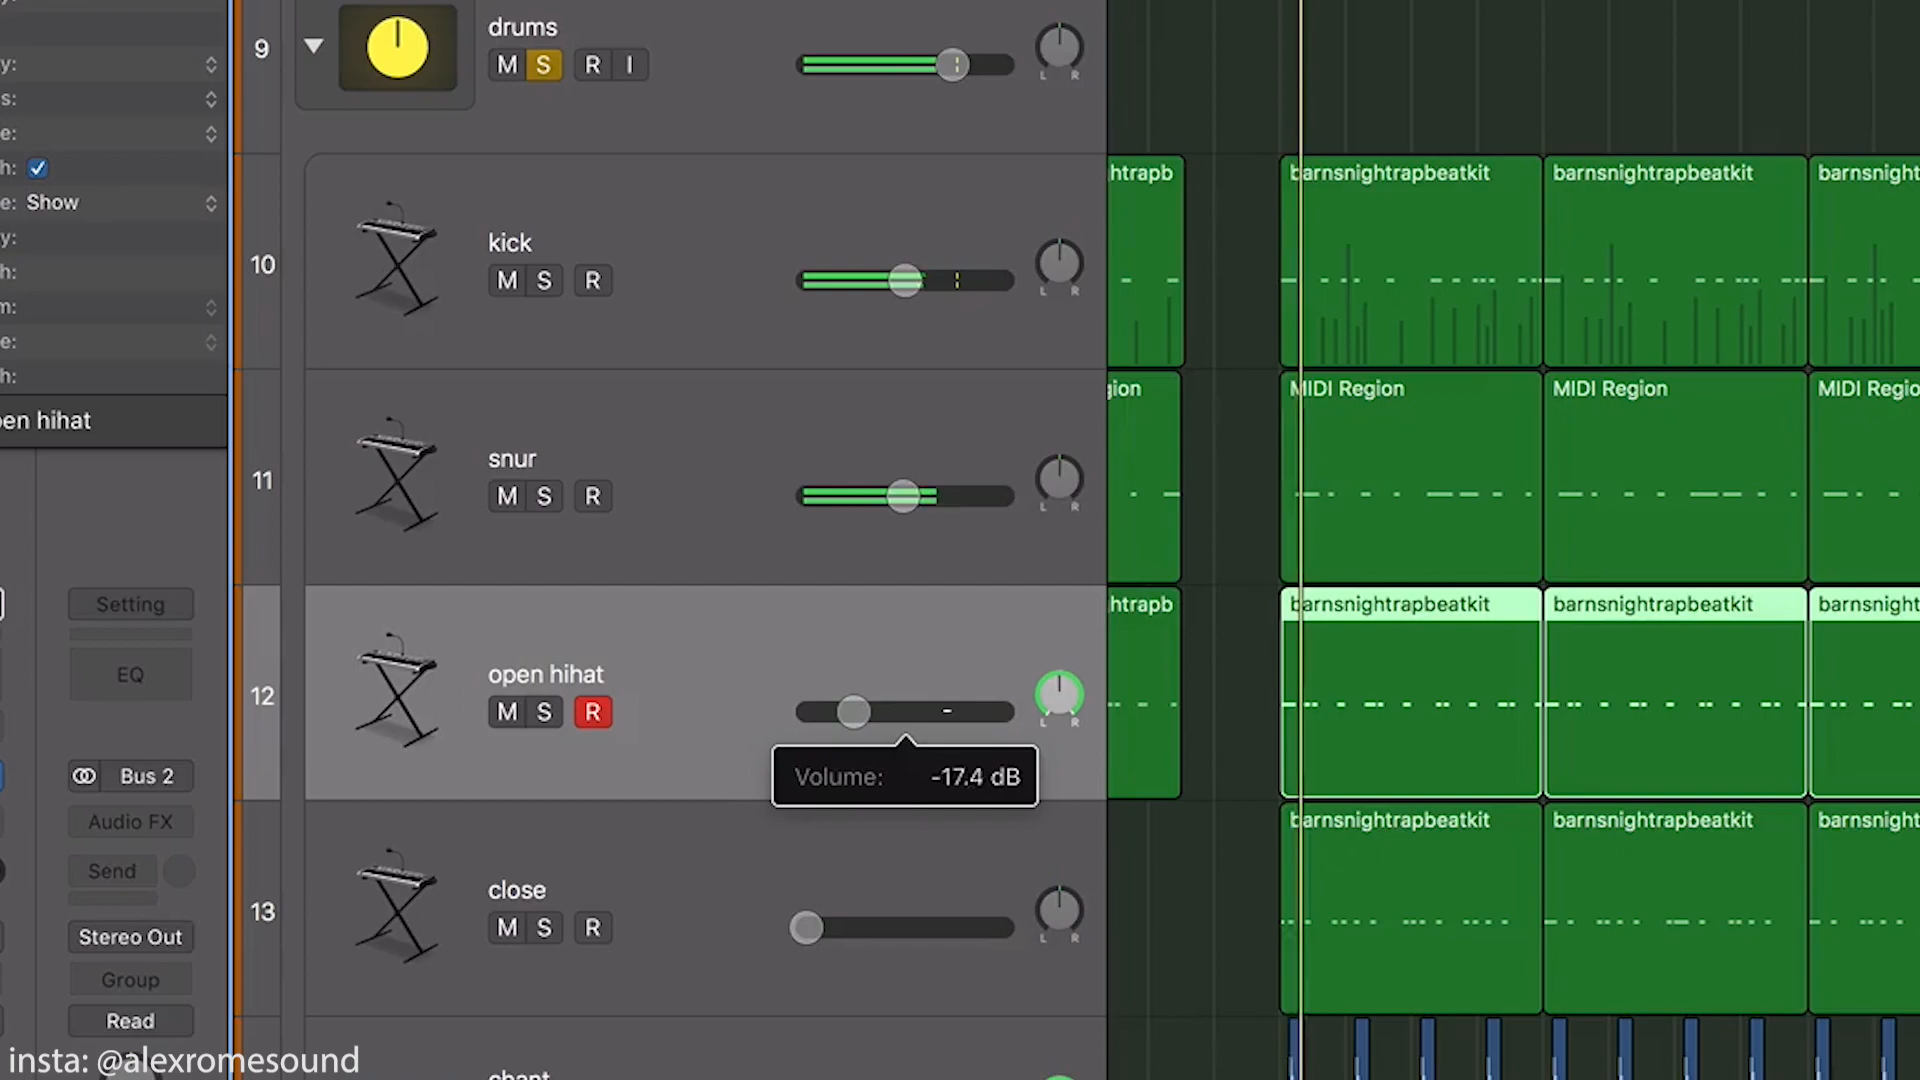 y:
s:
e:
h:
e: Show
y:
h:
m:
e:
h:
en hihat
Setting
EQ
Bus 2
Audio FX
Send
Stereo Out
Group
Read
insta: @alexromesound
9
drums
M S R I
L R
10
kick
M S R
L R
11
snur
M S R
L R
12
open hihat
M S R
L R
Volume: -17.4 dB
13
close
M S R
L R
chant
htrapb
barnsnightrapbeatkit
barnsnightrapbeatkit
barnsnight
gion
MIDI Region
MIDI Region
MIDI Regio
htrapb
barnsnightrapbeatkit
barnsnightrapbeatkit
barnsnight
barnsnightrapbeatkit
barnsnightrapbeatkit
barnsnight